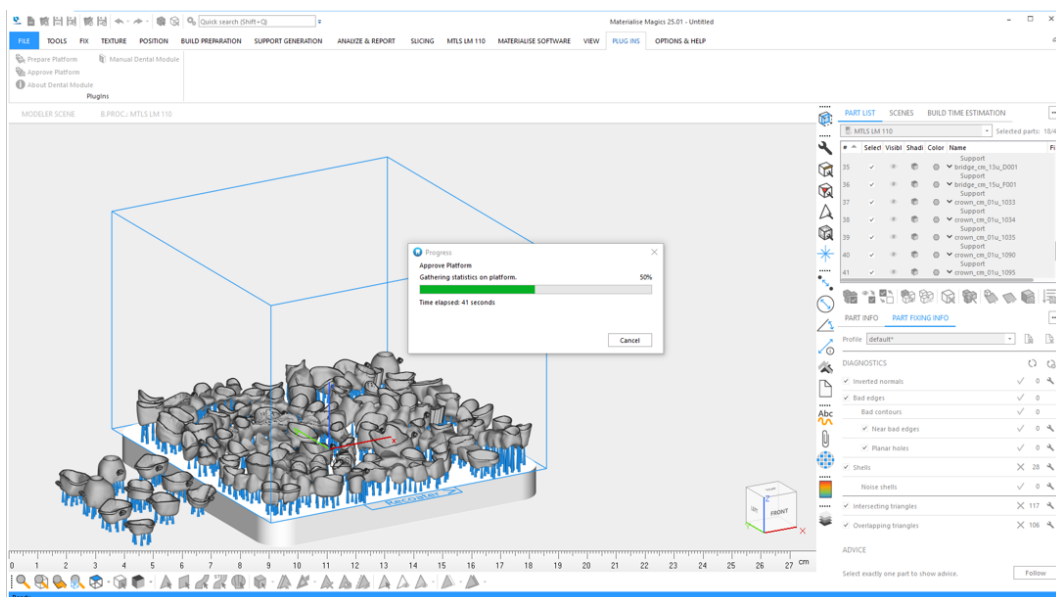 Quick search (Shift+Q)
Materialise Magics 25.01 - Untitled
FILE TOOLS FIX TEXTURE POSITION BUILD PREPARATION SUPPORT GENERATION ANALYZE & REPORT SLICING MTLS LM 110 MATERIALISE SOFTWARE VIEW PLUG INS OPTIONS & HELP
Prepare Platform Manual Dental Module
Approve Platform
About Dental Module
PlugIns
MODELER SCENE B.PROC.: MTLS LM 110
PART LIST SCENES BUILD TIME ESTIMATION
MTLS LM 110 Selected parts: 18/4
# Select Visibl Shadi Color Name Fi
Support
35 bridge_cm_13u_D001
Support
36 bridge_cm_15u_F001
Support
37 crown_cm_01u_1033
Support
38 crown_cm_01u_1034
Support
39 crown_cm_01u_1035
Support
40 crown_cm_01u_1090
Support
41 crown_cm_01u_1095
Progress
Approve Platform
Gathering statistics on platform. 50%
Time elapsed: 41 seconds
Cancel
PART INFO PART FIXING INFO
Profile default*
DIAGNOSTICS
Inverted normals 0
Bad edges 0
Bad contours 0
Near bad edges 0
Planar holes 0
Shells 28
Noise shells 0
Intersecting triangles 117
Overlapping triangles 106
ADVICE
Select exactly one part to show advice. Follow
Recoater
Z
X
FRONT
X
Abc
0 1 2 3 4 5 6 7 8 9 10 11 12 13 14 15 16 17 18 19 20 21 22 23 24 25 26 27 cm